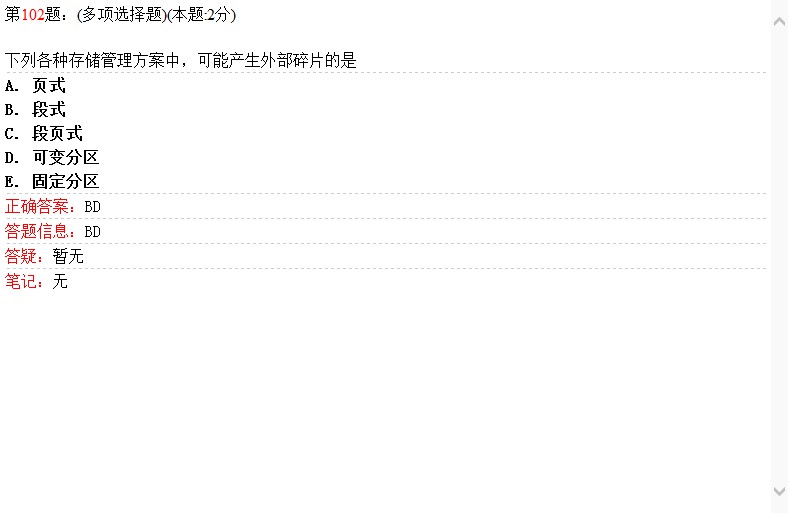 第102题：(多项选择题)(本题:2分)
下列各种存储管理方案中，可能产生外部碎片的是
A. 页式
B. 段式
C. 段页式
D. 可变分区
E. 固定分区
正确答案：BD
答题信息：BD
答疑：暂无
笔记：无